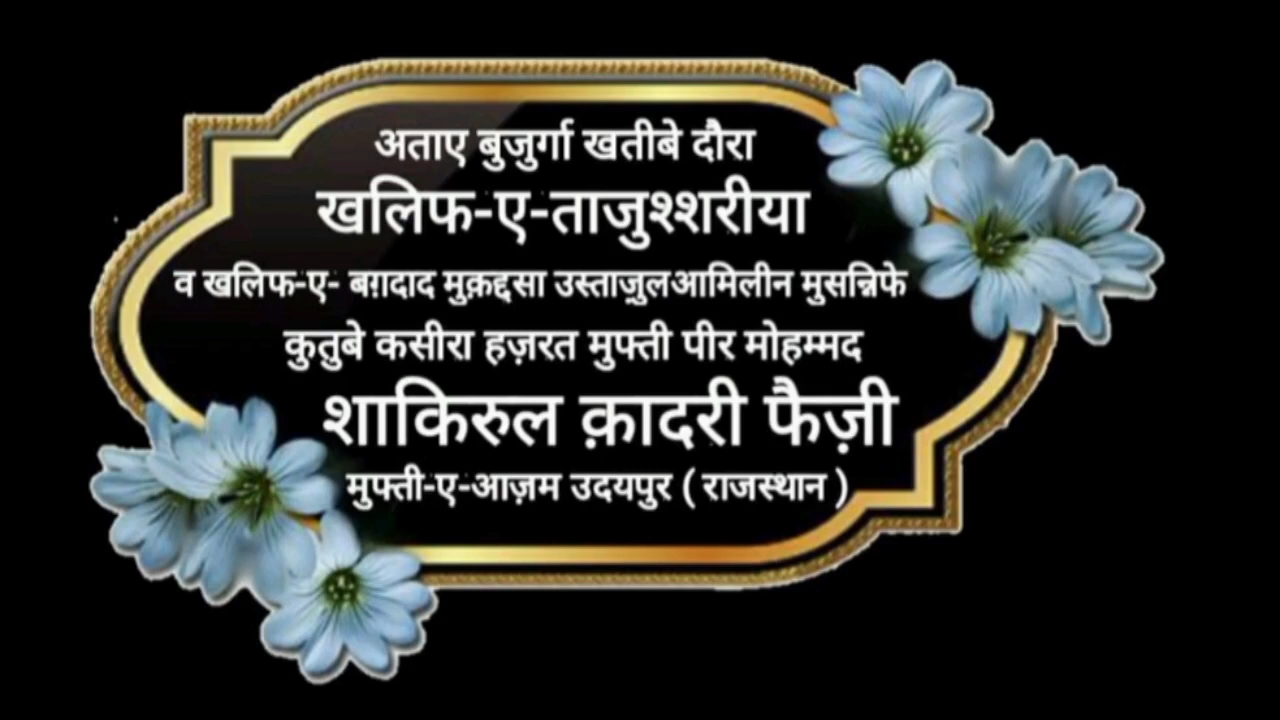 अताए बुजुर्गा खतीबे दौरा
खलिफ-ए-ताजुश्शरीया
व खलिफ-ए- बग़दाद मुक़द्दसा उस्ताजुलआमिलीन मुसन्निफे
कुतुबे कसीरा हज़रत मुफ्ती पीर मोहम्मद
शाकिरुल क़ादरी फैज़ी
मुफ्ती-ए-आज़म उदयपुर ( राजस्थान )